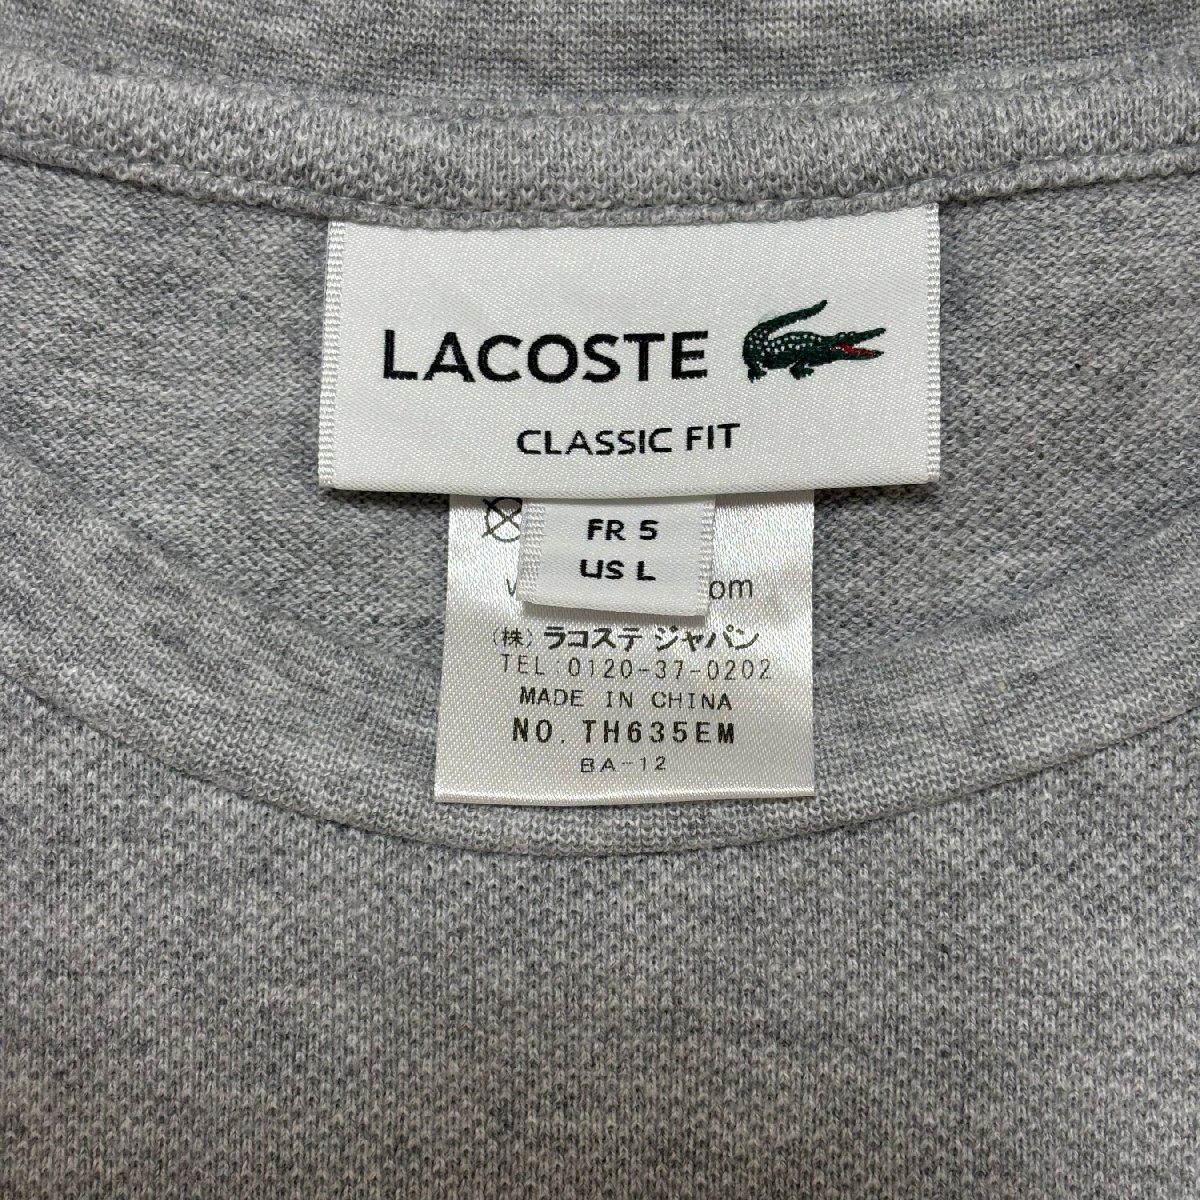 LACOSTE
CLASSIC FIT
FR 5
US L
om
(株) ラコステ ジャパン
TEL:0120-37-0202
MADE IN CHINA
NO. TH635EM
BA-12